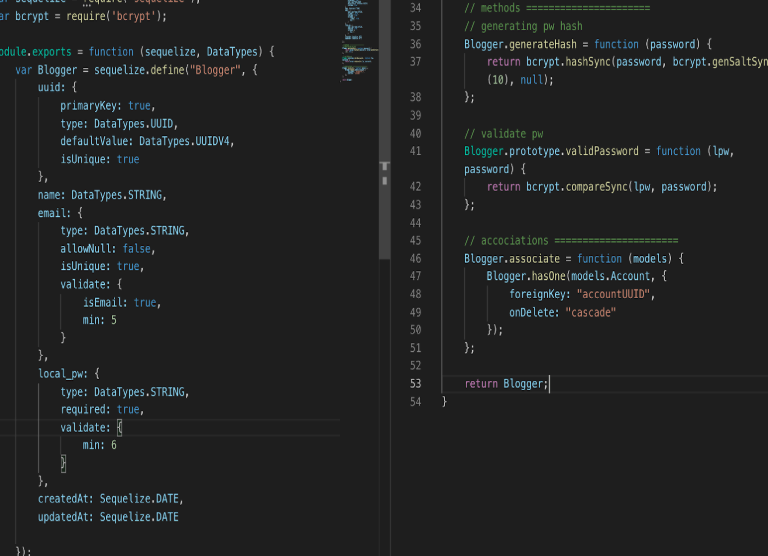 var Sequelize = require('sequelize');
var bcrypt = require('bcrypt');
module.exports = function (sequelize, DataTypes) {
var Blogger = sequelize.define("Blogger", {
uuid: {
primaryKey: true,
type: DataTypes.UUID,
defaultValue: DataTypes.UUIDV4,
isUnique: true
},
name: DataTypes.STRING,
email: {
type: DataTypes.STRING,
allowNull: false,
isUnique: true,
validate: {
isEmail: true,
min: 5
}
},
local_pw: {
type: DataTypes.STRING,
required: true,
validate: {
min: 6
}
},
createdAt: Sequelize.DATE,
updatedAt: Sequelize.DATE
});
34 // methods ======================
35 // generating pw hash
36 Blogger.generateHash = function (password) {
37 return bcrypt.hashSync(password, bcrypt.genSaltSyn
(10), null);
38 };
39
40 // validate pw
41 Blogger.prototype.validPassword = function (lpw,
password) {
42 return bcrypt.compareSync(lpw, password);
43 };
44
45 // accociations ======================
46 Blogger.associate = function (models) {
47 Blogger.hasOne(models.Account, {
48 foreignKey: "accountUUID",
49 onDelete: "cascade"
50 });
51 };
52
53 return Blogger;
54 }